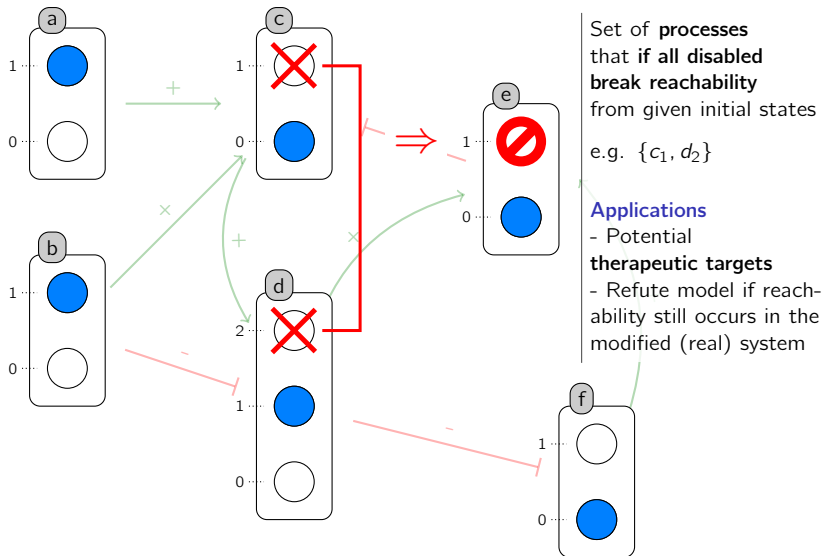 a
1
0
b
1
0
c
1
0
d
2
1
0
e
1
0
f
1
0
+
×
+
×
-
-
⇒
Set of processes
that if all disabled
break reachability
from given initial states
e.g. {c₁, d₂}
Applications
- Potential
therapeutic targets
- Refute model if reach-
ability still occurs in the
modified (real) system